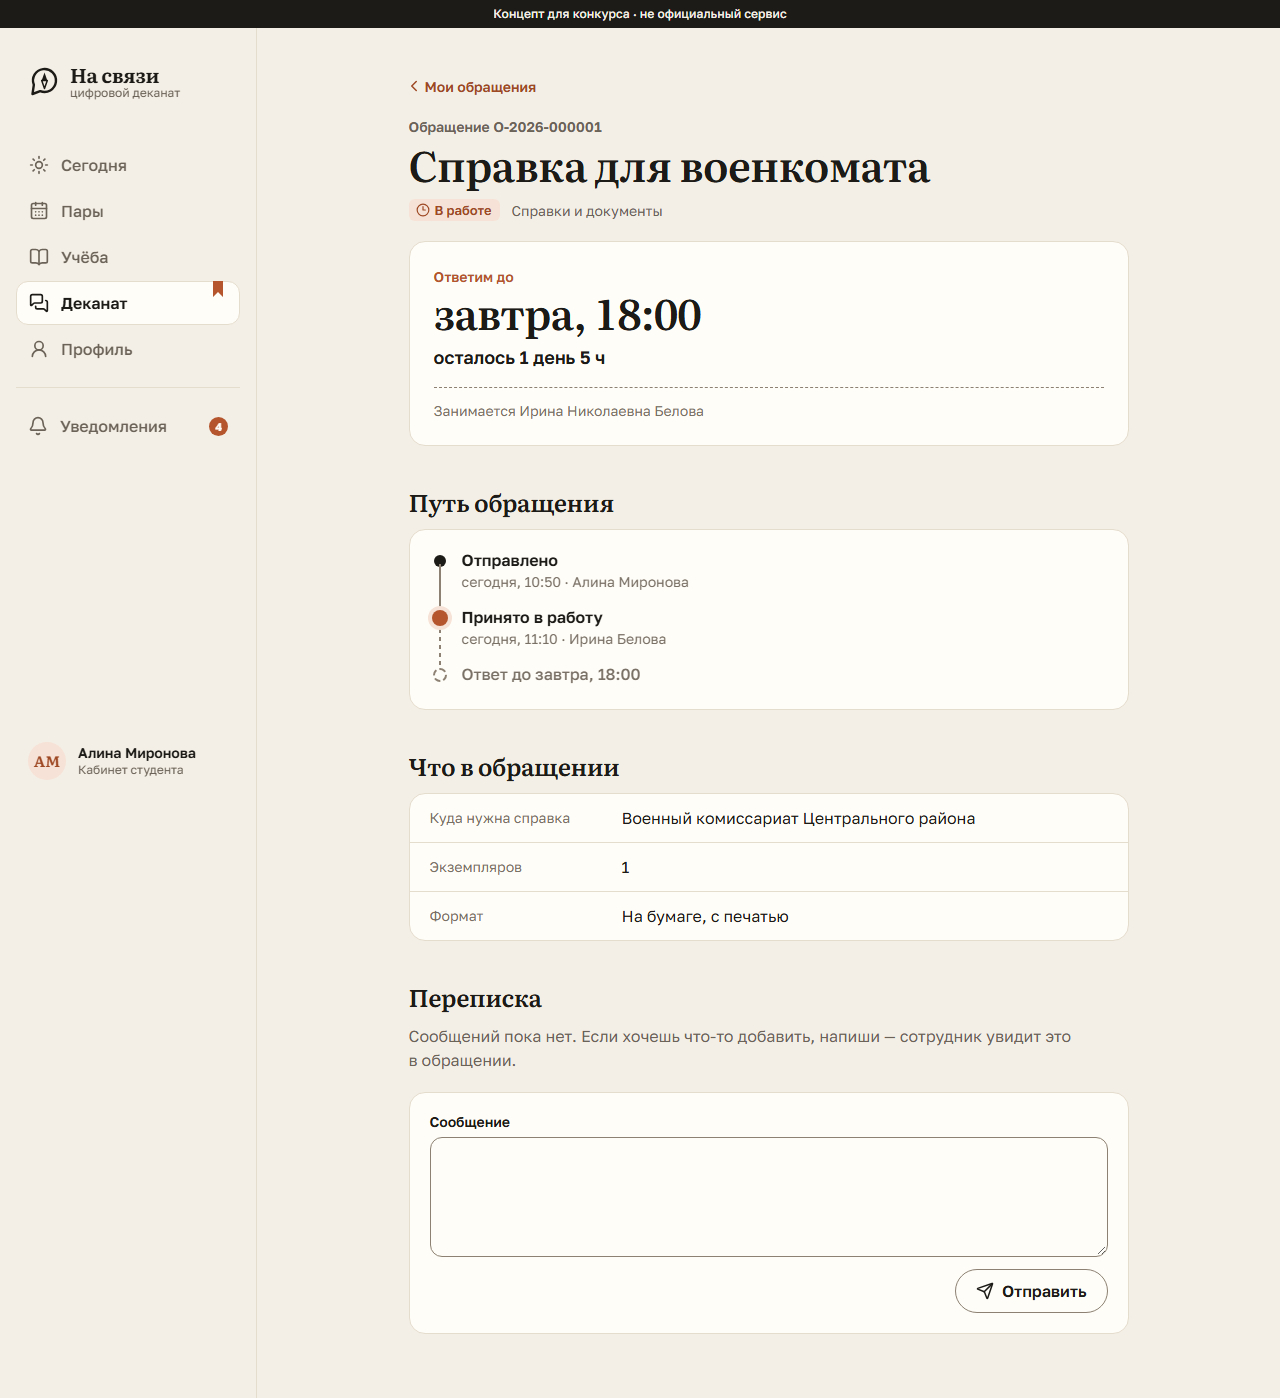 Концепт для конкурса · не официальный сервис
На связи
цифровой деканат
Сегодня
Пары
Учёба
Деканат
Профиль
Уведомления 4
АМ
Алина Миронова
Кабинет студента
Мои обращения
Обращение О-2026-000001
Справка для военкомата
В работе Справки и документы
Ответим до
завтра, 18:00
осталось 1 день 5 ч
Занимается Ирина Николаевна Белова
Путь обращения
Отправлено
сегодня, 10:50 · Алина Миронова
Принято в работу
сегодня, 11:10 · Ирина Белова
Ответ до завтра, 18:00
Что в обращении
Куда нужна справка Военный комиссариат Центрального района
Экземпляров 1
Формат На бумаге, с печатью
Переписка
Сообщений пока нет. Если хочешь что-то добавить, напиши — сотрудник увидит это
в обращении.
Сообщение
Отправить